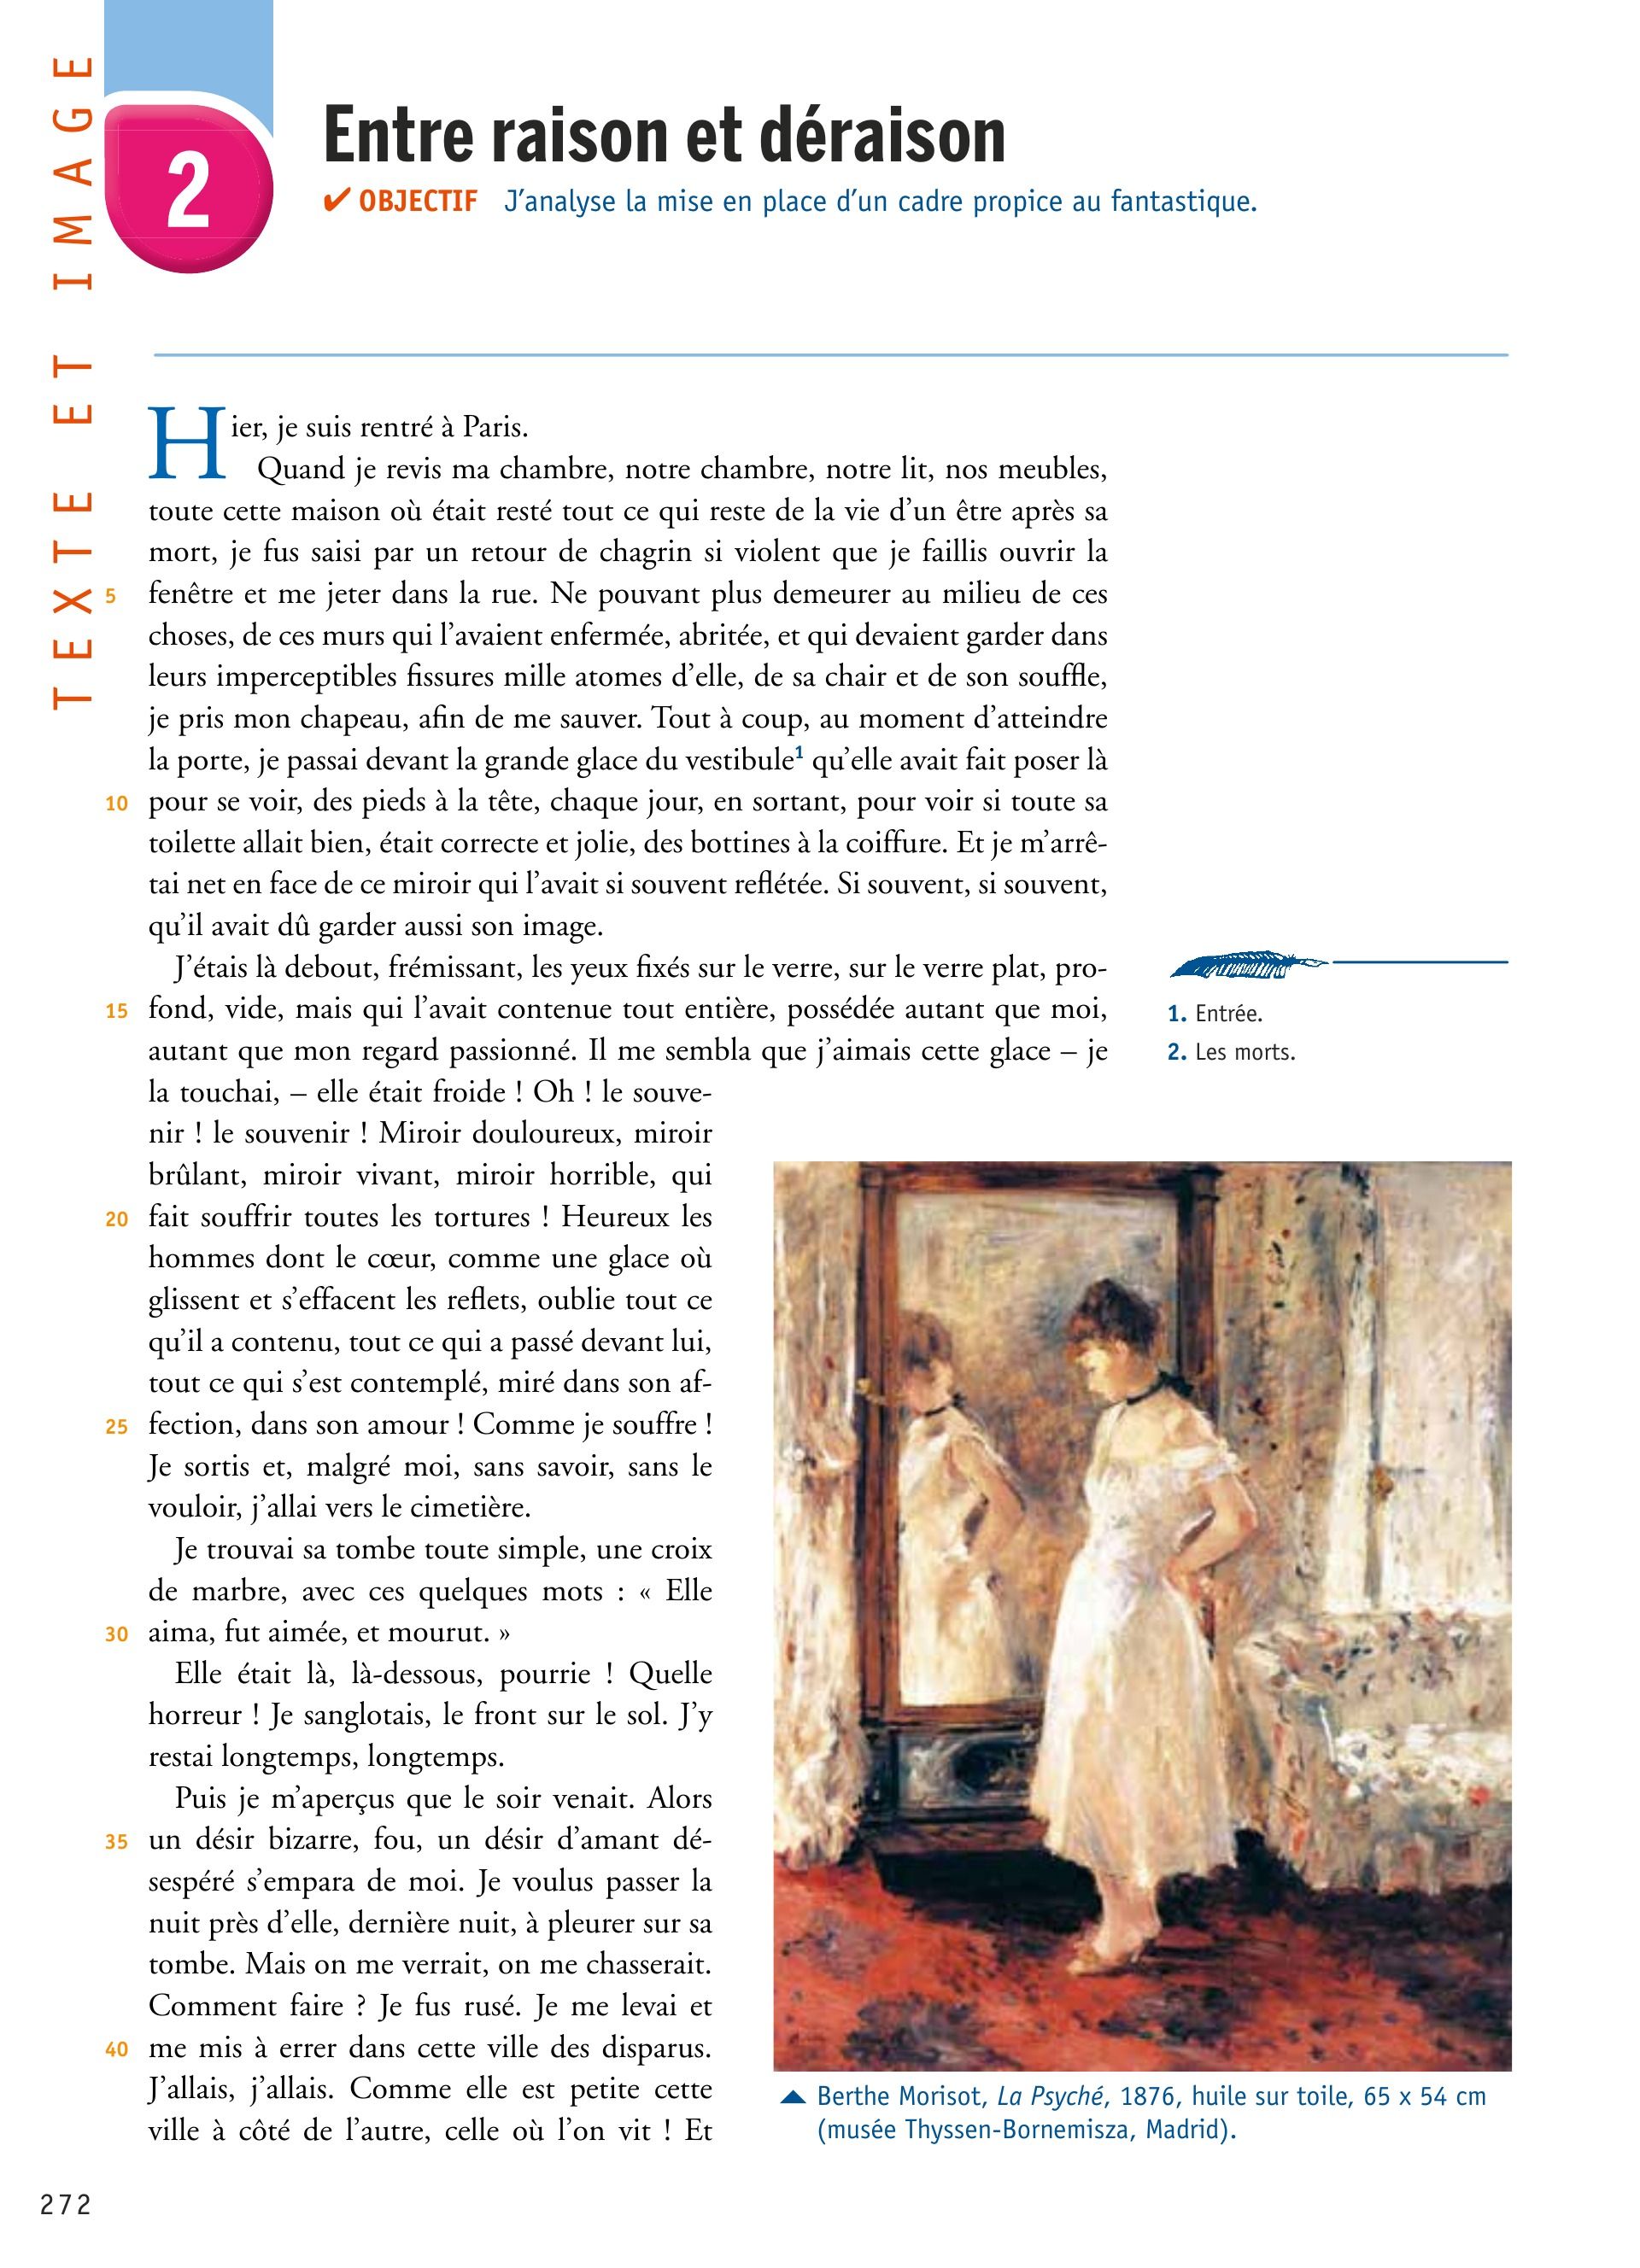 TEXTE ET IMAGE
2
Entre raison et déraison
✔ OBJECTIF J’analyse la mise en place d’un cadre propice au fantastique.
Hier, je suis rentré à Paris.
Quand je revis ma chambre, notre chambre, notre lit, nos meubles,
toute cette maison où était resté tout ce qui reste de la vie d’un être après sa
mort, je fus saisi par un retour de chagrin si violent que je faillis ouvrir la
5 fenêtre et me jeter dans la rue. Ne pouvant plus demeurer au milieu de ces
choses, de ces murs qui l’avaient enfermée, abritée, et qui devaient garder dans
leurs imperceptibles fissures mille atomes d’elle, de sa chair et de son souffle,
je pris mon chapeau, afin de me sauver. Tout à coup, au moment d’atteindre
la porte, je passai devant la grande glace du vestibule1 qu’elle avait fait poser là
10 pour se voir, des pieds à la tête, chaque jour, en sortant, pour voir si toute sa
toilette allait bien, était correcte et jolie, des bottines à la coiffure. Et je m’arrê-
tai net en face de ce miroir qui l’avait si souvent reflétée. Si souvent, si souvent,
qu’il avait dû garder aussi son image.
J’étais là debout, frémissant, les yeux fixés sur le verre, sur le verre plat, pro-
15 fond, vide, mais qui l’avait contenue tout entière, possédée autant que moi,
autant que mon regard passionné. Il me sembla que j’aimais cette glace – je
la touchai, – elle était froide ! Oh ! le souve-
nir ! le souvenir ! Miroir douloureux, miroir
brûlant, miroir vivant, miroir horrible, qui
20 fait souffrir toutes les tortures ! Heureux les
hommes dont le cœur, comme une glace où
glissent et s’effacent les reflets, oublie tout ce
qu’il a contenu, tout ce qui a passé devant lui,
tout ce qui s’est contemplé, miré dans son af-
25 fection, dans son amour ! Comme je souffre !
Je sortis et, malgré moi, sans savoir, sans le
vouloir, j’allai vers le cimetière.
Je trouvai sa tombe toute simple, une croix
de marbre, avec ces quelques mots : « Elle
30 aima, fut aimée, et mourut. »
Elle était là, là-dessous, pourrie ! Quelle
horreur ! Je sanglotais, le front sur le sol. J’y
restai longtemps, longtemps.
Puis je m’aperçus que le soir venait. Alors
35 un désir bizarre, fou, un désir d’amant dé-
sespéré s’empara de moi. Je voulus passer la
nuit près d’elle, dernière nuit, à pleurer sur sa
tombe. Mais on me verrait, on me chasserait.
Comment faire ? Je fus rusé. Je me levai et
40 me mis à errer dans cette ville des disparus.
J’allais, j’allais. Comme elle est petite cette
ville à côté de l’autre, celle où l’on vit ! Et
1. Entrée.
2. Les morts.
Berthe Morisot, La Psyché, 1876, huile sur toile, 65 x 54 cm
(musée Thyssen-Bornemisza, Madrid).
272